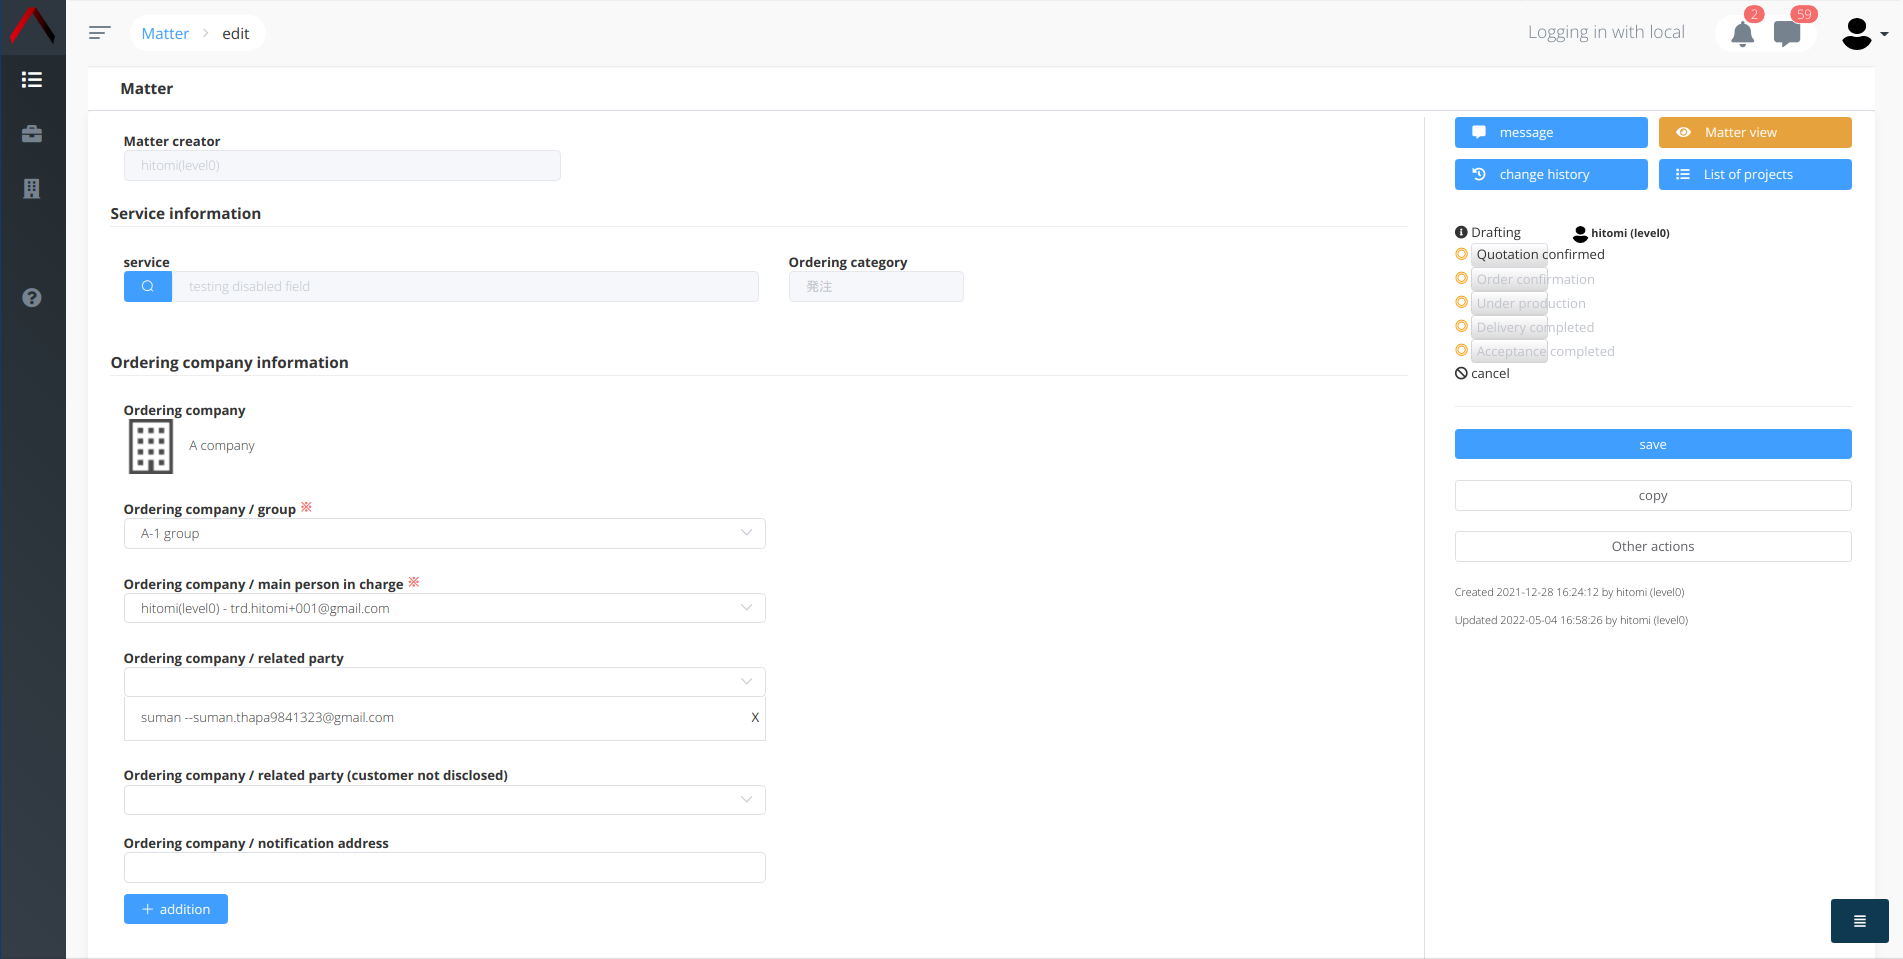 Matter > edit
Logging in with local
2
59
Matter
Matter creator
hitomi(level0)
Service information
service
Ordering category
testing disabled field
発注
Ordering company information
Ordering company
A company
Ordering company / group ※
A-1 group
Ordering company / main person in charge ※
hitomi(level0) - trd.hitomi+001@gmail.com
Ordering company / related party
suman --suman.thapa9841323@gmail.com X
Ordering company / related party (customer not disclosed)
Ordering company / notification address
+ addition
message
Matter view
change history
List of projects
Drafting
hitomi (level0)
Quotation confirmed
Order confirmation
Under production
Delivery completed
Acceptance completed
cancel
save
copy
Other actions
Created 2021-12-28 16:24:12 by hitomi (level0)
Updated 2022-05-04 16:58:26 by hitomi (level0)